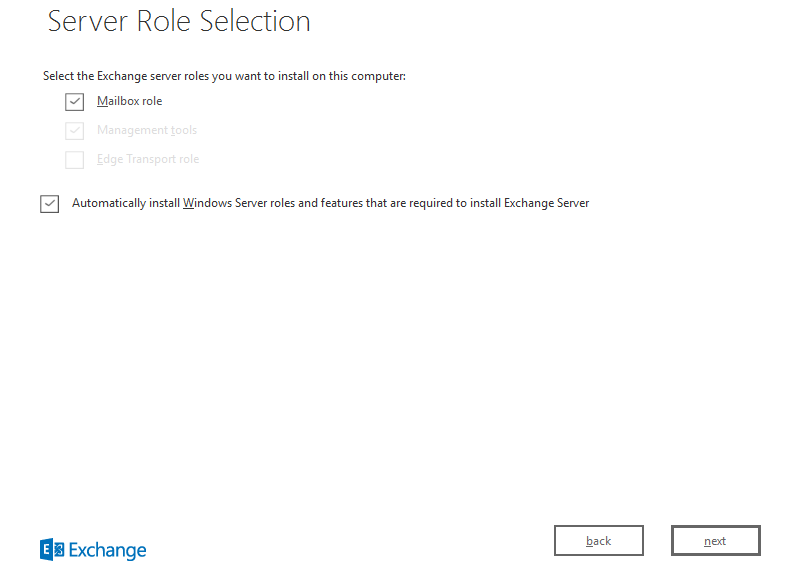 Server Role Selection
Select the Exchange server roles you want to install on this computer:
Mailbox role
Management tools
Edge Transport role
Automatically install Windows Server roles and features that are required to install Exchange Server
back
next
E Exchange